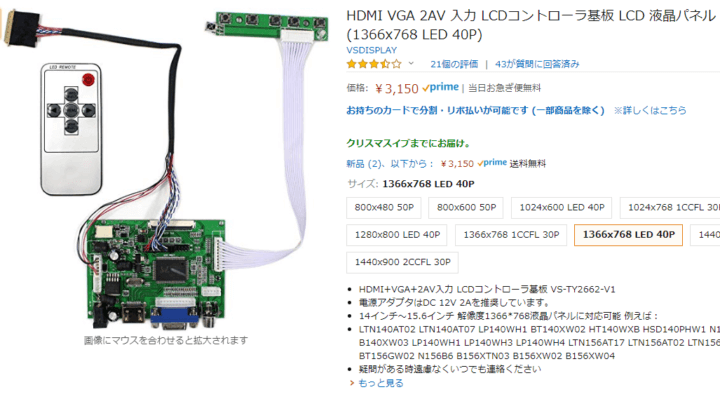 HDMI VGA 2AV 入力 LCDコントローラ基板 LCD 液晶パネル
(1366x768 LED 40P)
VSDISPLAY
21個の評価 | 43が質問に回答済み
価格: ￥3,150 prime | 当日お急ぎ便無料
お持ちのカードで分割・リボ払いが可能です (一部商品を除く) ※詳しくはこちら
クリスマスイブまでにお届け。
新品 (2)、以下から： ￥3,150 prime 送料無料
サイズ: 1366x768 LED 40P
800x480 50P 800x600 50P 1024x600 LED 40P 1024x768 1CCFL 30P
1280x800 LED 40P 1366x768 1CCFL 30P 1366x768 LED 40P 1440
1440x900 2CCFL 30P
HDMI+VGA+2AV入力 LCDコントローラ基板 VS-TY2662-V1
電源アダプタはDC 12V 2Aを推奨しています。
14インチ～15.6インチ 解像度1366*768液晶パネルに対応可能 例えば：
LTN140AT02 LTN140AT07 LP140WH1 BT140XW02 HT140WXB HSD140PHW1 N1
B140XW03 LP140WH1 LP140WH3 LP140WH4 LTN156AT17 LTN156AT02 LTN156
BT156GW02 N156B6 B156XTN03 B156XW02 B156XW04
疑問がある時遠慮なくいつでも連絡ください
もっと見る
LED REMOTE
画像にマウスを合わせると拡大されます